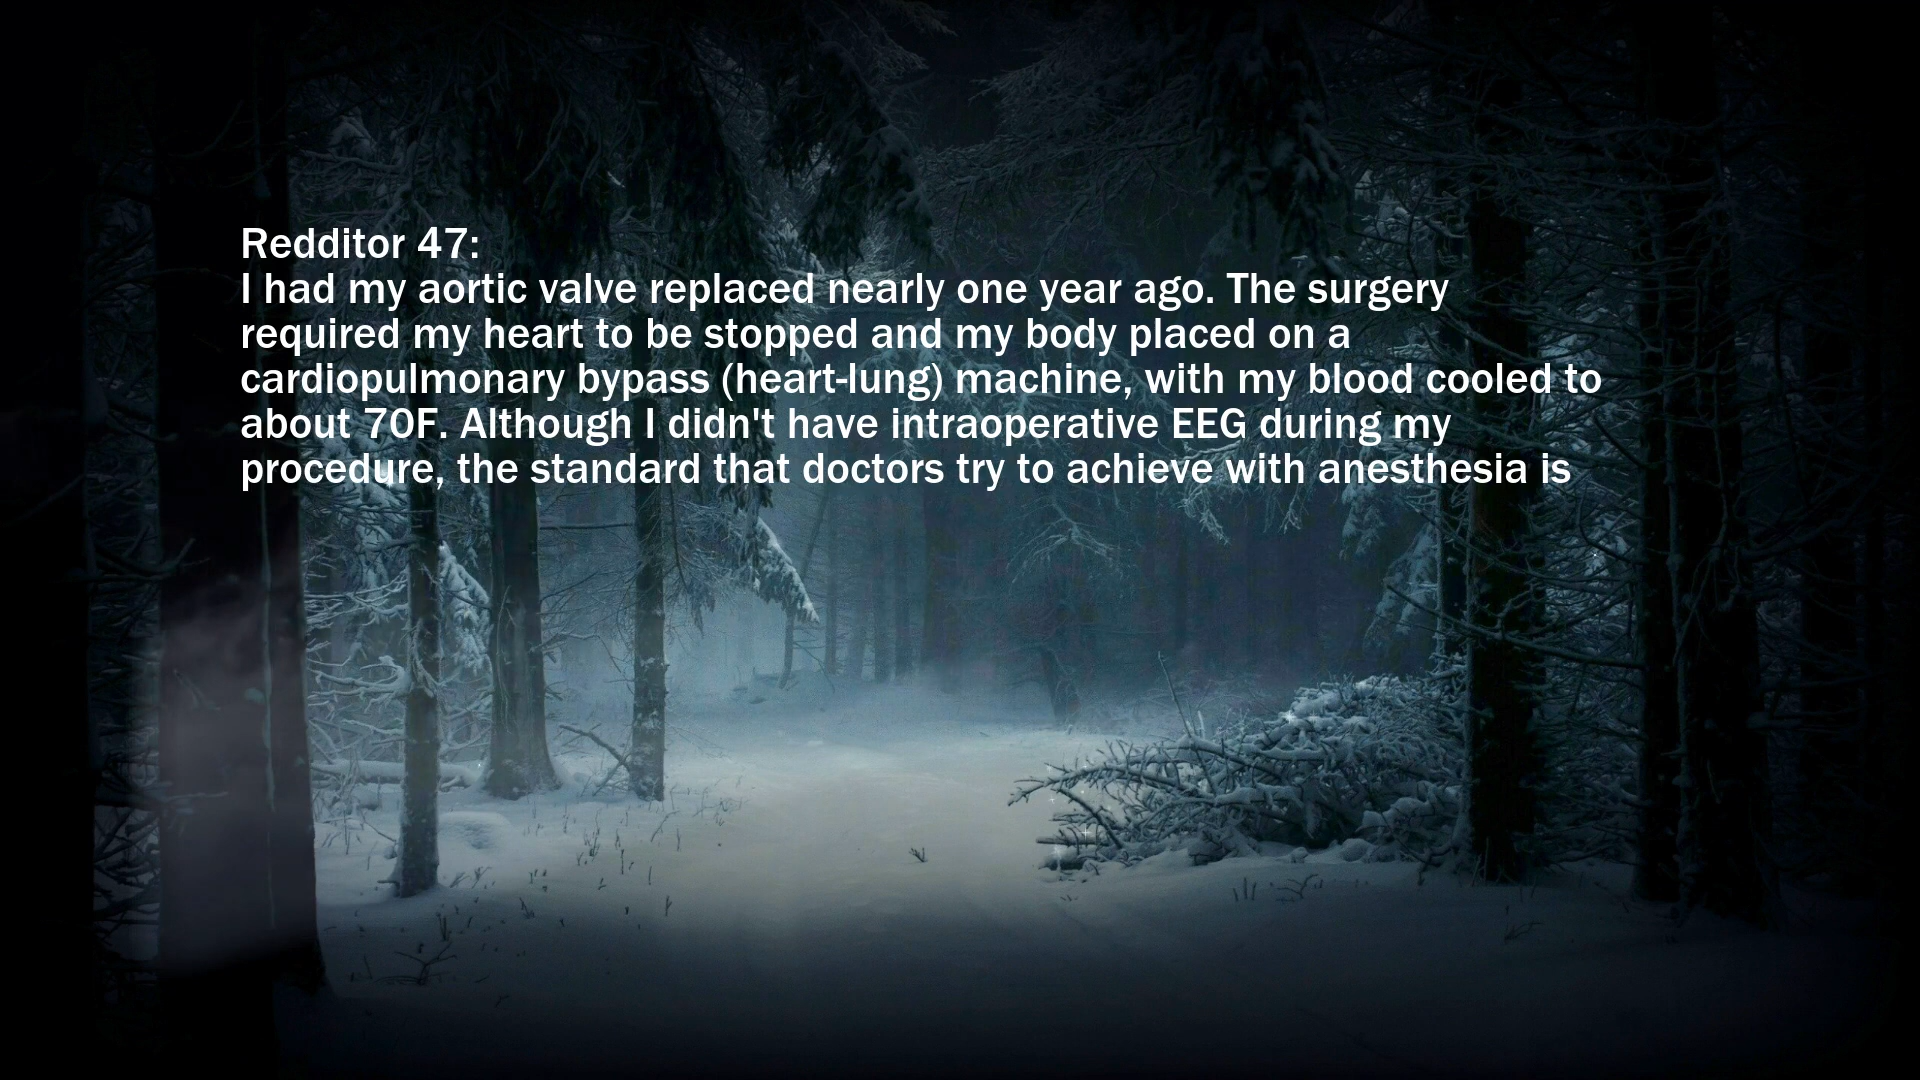 Redditor 47:
I had my aortic valve replaced nearly one year ago. The surgery
required my heart to be stopped and my body placed on a
cardiopulmonary bypass (heart-lung) machine, with my blood cooled to
about 70F. Although I didn't have intraoperative EEG during my
procedure, the standard that doctors try to achieve with anesthesia is